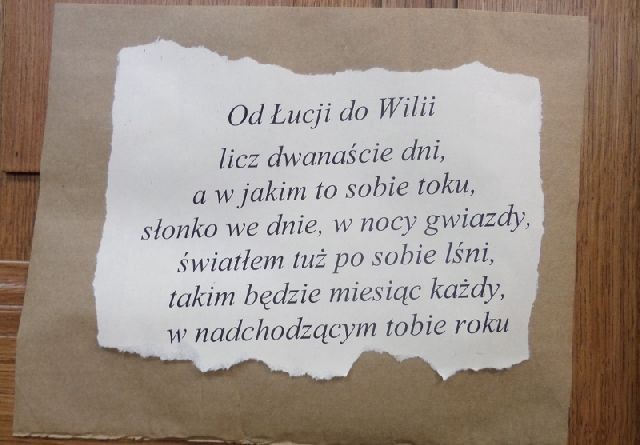 Od Łucji do Wilii
licz dwanaście dni,
a w jakim to sobie toku,
słonko we dnie, w nocy gwiazdy,
światłem tuż po sobie lśni,
takim będzie miesiąc każdy,
w nadchodzącym tobie roku